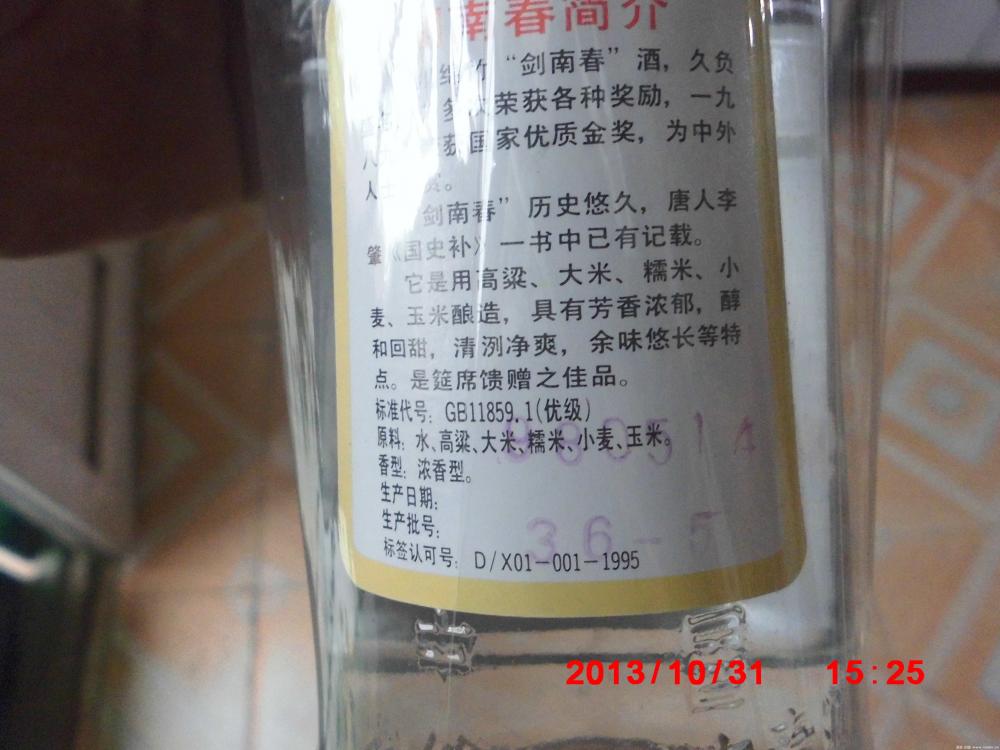 南春简介
“剑南春”酒，久负
荣获各种奖励，一九
八 获国家优质金奖，为中外
人士
“剑南春”历史悠久，唐人李
肇《国史补》一书中已有记载。
它是用高粱、大米、糯米、小
麦、玉米酿造，具有芳香浓郁，醇
和回甜，清洌净爽，余味悠长等特
点。是筵席馈赠之佳品。
标准代号：GB11859.1(优级)
原料：水、高粱、大米、糯米、小麦、玉米。
香型：浓香型。
980514
生产日期：
生产批号：
36-5
标签认可号：D/X01-001-1995
2013/10/31 15:25